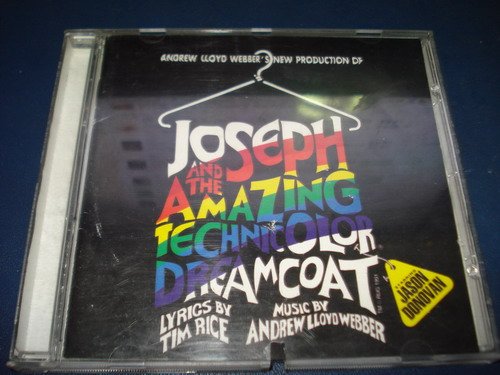 ANDREW LLOYD WEBBER'S NEW PRODUCTION OF
JOSEPH
AND THE
AMAZING
TECHNICOLOR
DREAMCOAT
LYRICS BY
TIM RICE
MUSIC BY
ANDREW LLOYD WEBBER
JASON
DONOVAN